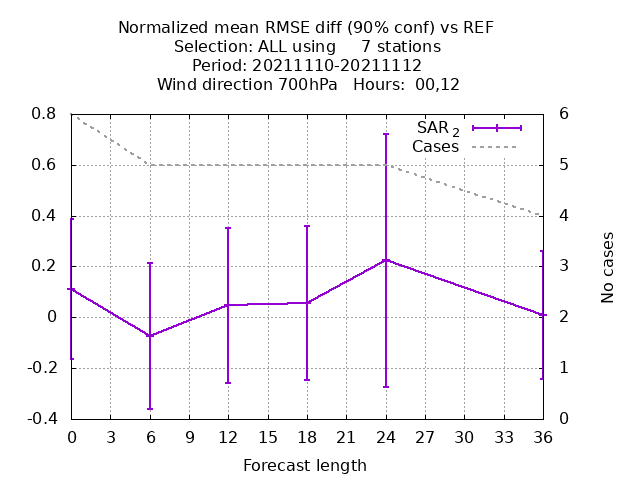 Normalized mean RMSE diff (90% conf) vs REF
Selection: ALL using     7 stations
Period: 20211110-20211112
Wind direction 700hPa   Hours:  00,12
SAR 2
Cases
0.8
0.6
0.4
0.2
0
-0.2
-0.4
6
5
4
3
2
1
0
No cases
0 3 6 9 12 15 18 21 24 27 30 33 36
Forecast length